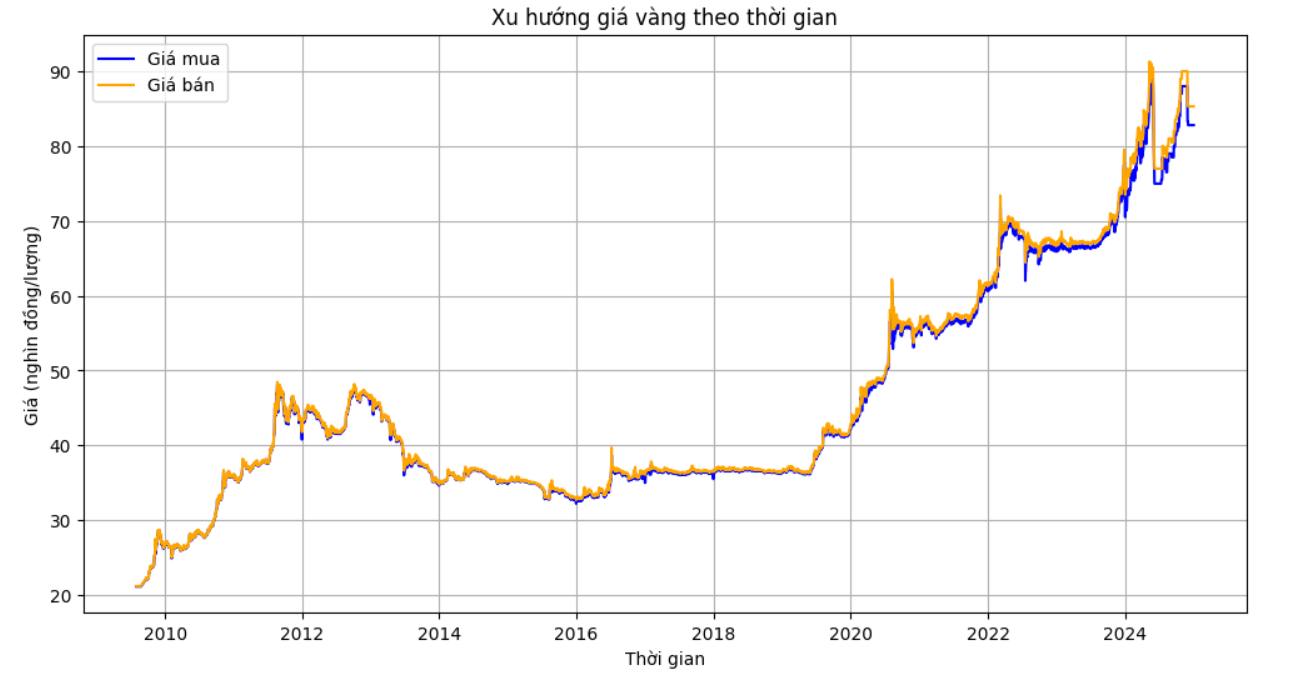 Xu hướng giá vàng theo thời gian
Giá mua
Giá bán
Giá (nghìn đồng/lượng)
90
80
70
60
50
40
30
20
2010 2012 2014 2016 2018 2020 2022 2024
Thời gian